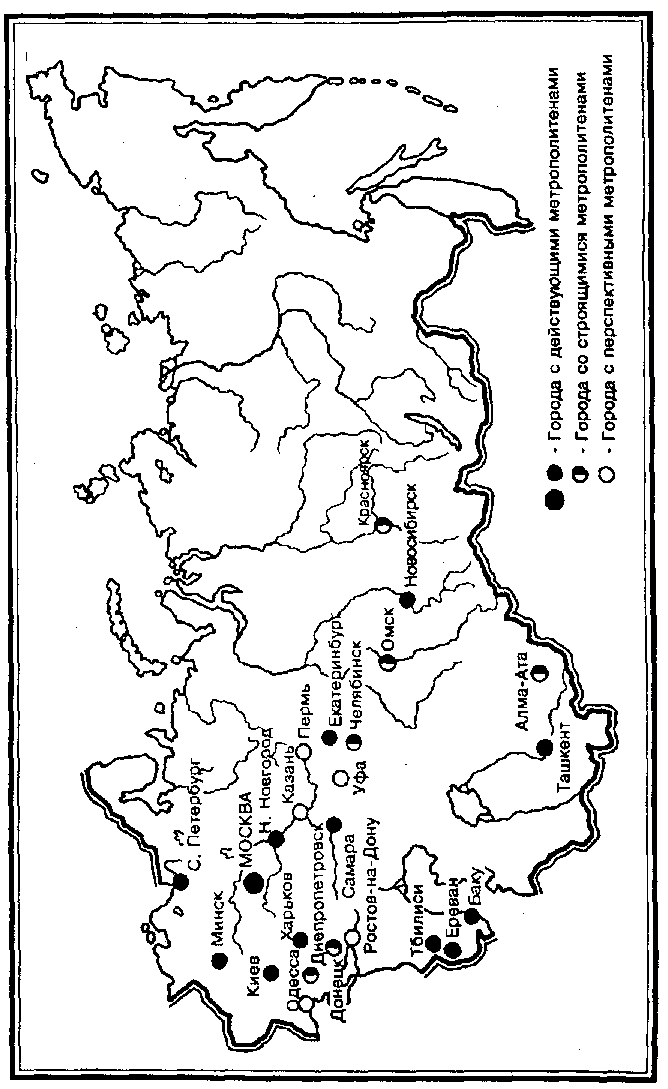 С. Петербург
Минск
МОСКВА
Н. Новгород
Киев
Харьков
Казань
Пермь
Одесса
Днепропетровск
Екатеринбург
Донецк
Самара
Уфа
Челябинск
Ростов-на-Дону
Омск
Красноярск
Новосибирск
Тбилиси
Ереван
Баку
Алма-Ата
Ташкент
- Города с действующими метрополитенами
- Города со строящимися метрополитенами
- Города с перспективными метрополитенами